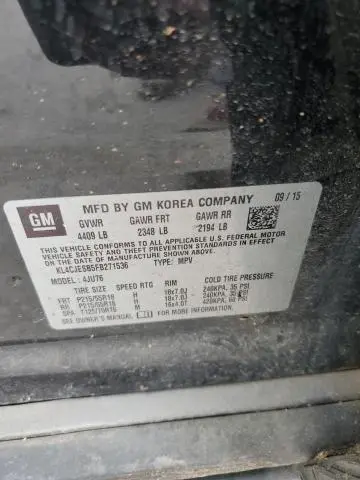 GM
MFD BY GM KOREA COMPANY 09 / 15
GVWR GAWR FRT GAWR RR
4409 LB 2348 LB 2194 LB
THIS VEHICLE CONFORMS TO ALL APPLICABLE U.S. FEDERAL MOTOR
VEHICLE SAFETY, BUMPER, AND THEFT PREVENTION STANDARDS
IN EFFECT ON THE DATE OF MANUFACTURE SHOWN ABOVE.
KL4CJESB5FB271536 TYPE: MPV
MODEL: 4JU76
TIRE SIZE SPEED RTG RIM COLD TIRE PRESSURE
FRT P215/55R18 H 18x7.0J 240KPA, 35 PSI
RR P215/55R18 H 18x7.0J 240KPA, 35 PSI
SP T125/70R16 M 16x4.0T 420KPA, 60 PSI
SEE OWNER'S MANUAL